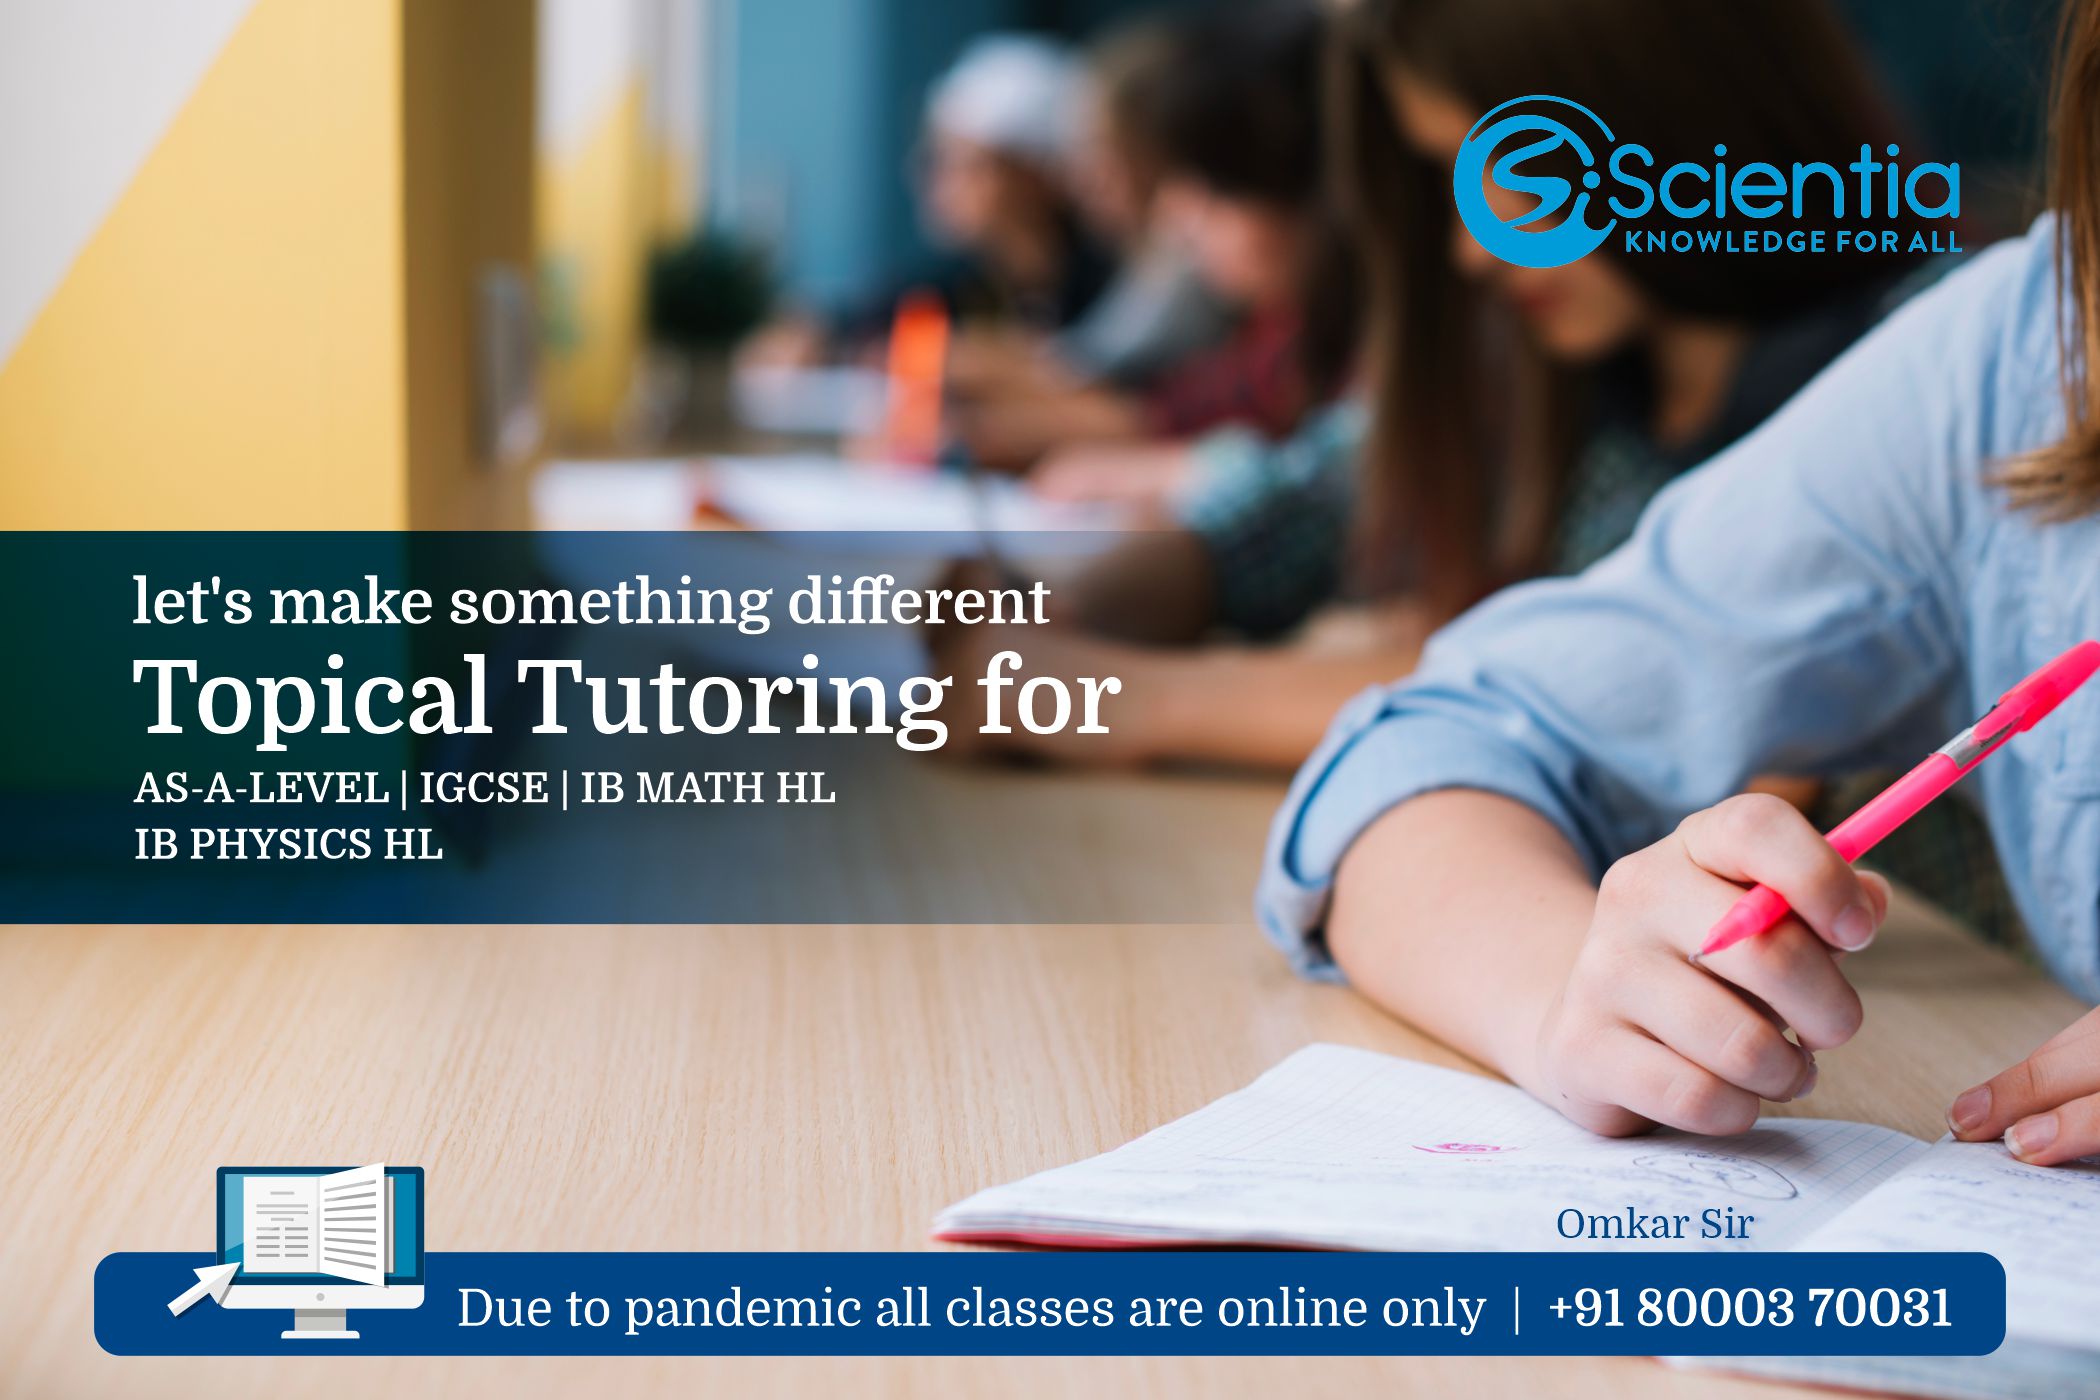 Scientia
KNOWLEDGE FOR ALL
let's make something different
Topical Tutoring for
AS-A-LEVEL | IGCSE | IB MATH HL
IB PHYSICS HL
Omkar Sir
Due to pandemic all classes are online only | +91 80003 70031